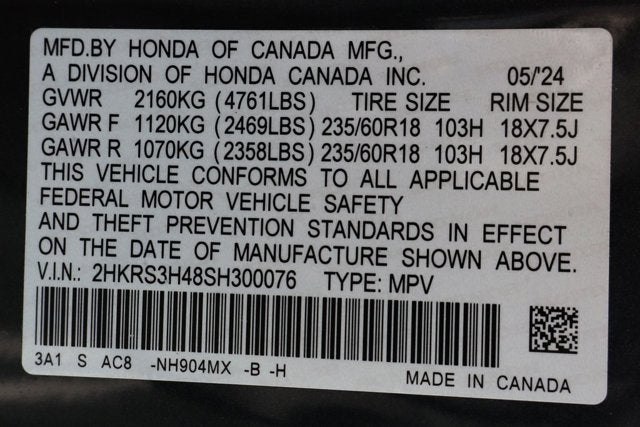 MFD.BY HONDA OF CANADA MFG.,
A DIVISION OF HONDA CANADA INC. 05/'24
GVWR 2160KG (4761LBS) TIRE SIZE RIM SIZE
GAWR F 1120KG (2469LBS) 235/60R18 103H 18X7.5J
GAWR R 1070KG (2358LBS) 235/60R18 103H 18X7.5J
THIS VEHICLE CONFORMS TO ALL APPLICABLE
FEDERAL MOTOR VEHICLE SAFETY
AND THEFT PREVENTION STANDARDS IN EFFECT
ON THE DATE OF MANUFACTURE SHOWN ABOVE.
V.I.N.: 2HKRS3H48SH300076 TYPE: MPV
3A1 S AC8 -NH904MX -B -H
MADE IN CANADA